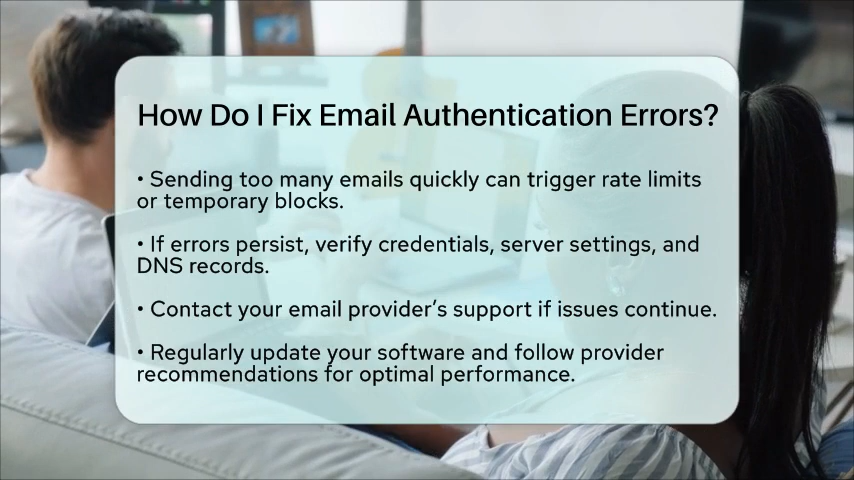 How Do I Fix Email Authentication Errors?
• Sending too many emails quickly can trigger rate limits
or temporary blocks.
• If errors persist, verify credentials, server settings, and
DNS records.
• Contact your email provider’s support if issues continue.
• Regularly update your software and follow provider
recommendations for optimal performance.